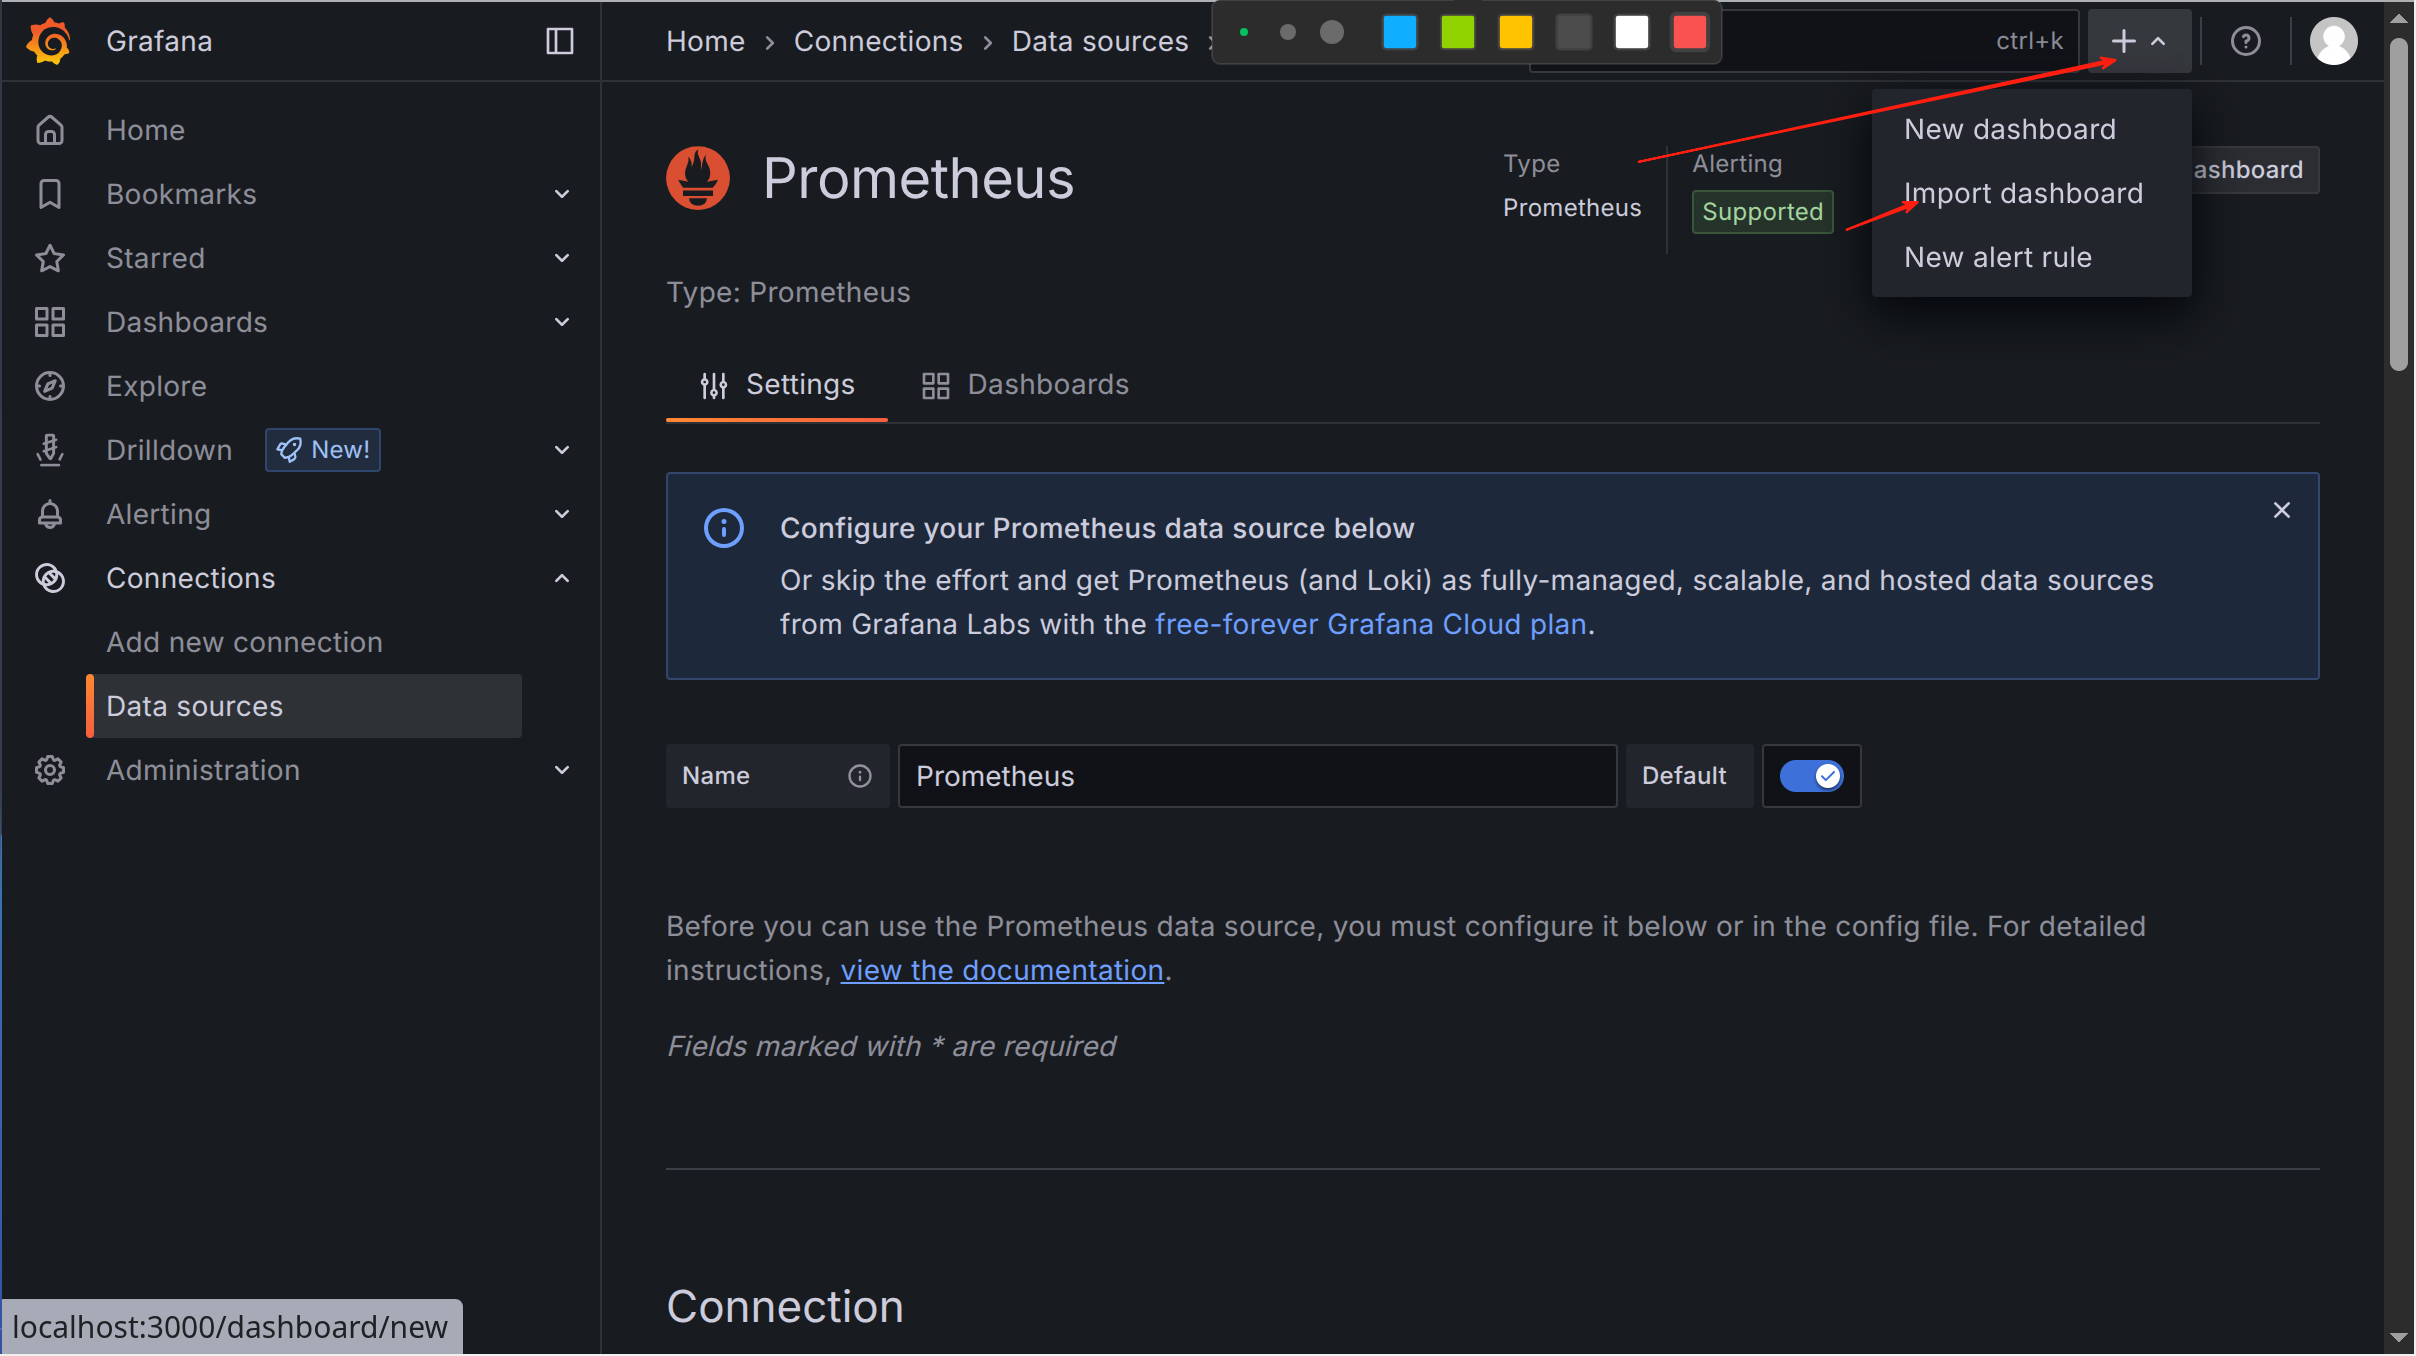 Grafana
Home
Bookmarks
Starred
Dashboards
Explore
Drilldown New!
Alerting
Connections
Add new connection
Data sources
Administration
Home › Connections › Data sources ›
ctrl+k
New dashboard
Import dashboard
New alert rule
ashboard
Prometheus
Type
Prometheus
Alerting
Supported
Type: Prometheus
Settings
Dashboards
Configure your Prometheus data source below
Or skip the effort and get Prometheus (and Loki) as fully-managed, scalable, and hosted data sources
from Grafana Labs with the free-forever Grafana Cloud plan.
Name
Prometheus
Default
Before you can use the Prometheus data source, you must configure it below or in the config file. For detailed
instructions, view the documentation.
Fields marked with * are required
Connection
localhost:3000/dashboard/new